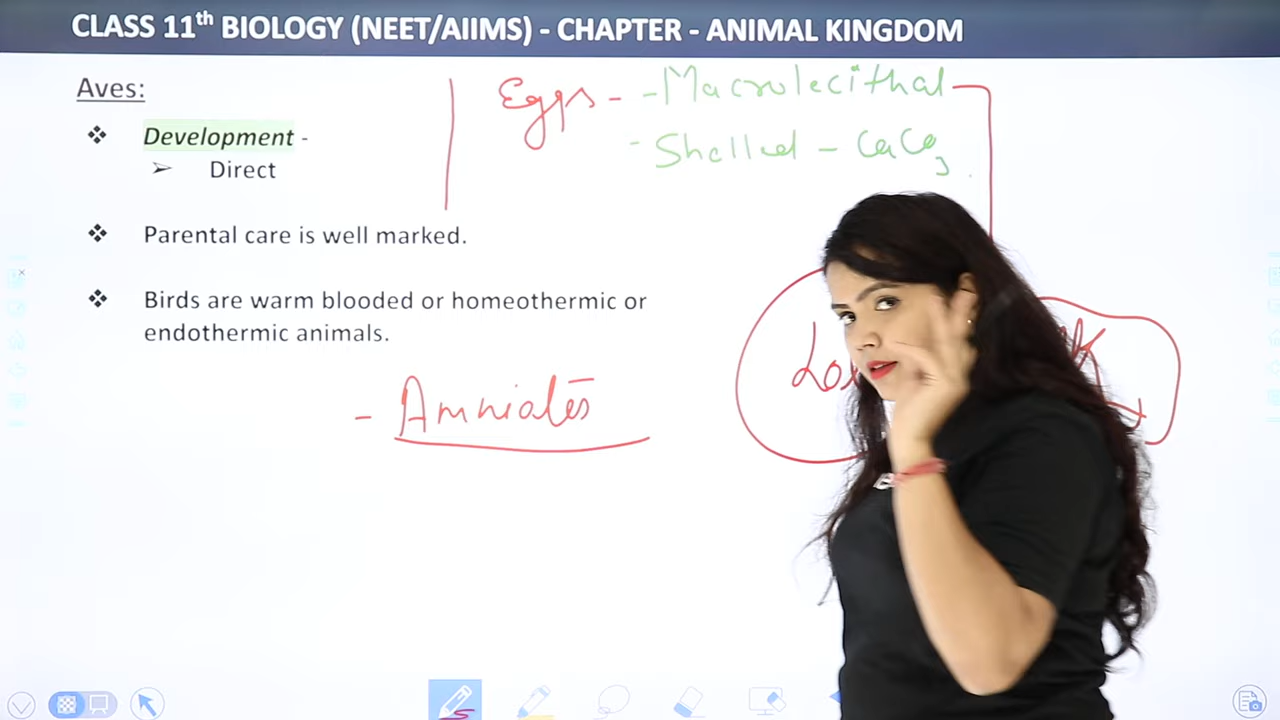 CLASS 11th BIOLOGY (NEET/AIIMS) - CHAPTER - ANIMAL KINGDOM
Aves:
❖ Development -
➢ Direct
❖ Parental care is well marked.
❖ Birds are warm blooded or homeothermic or
endothermic animals.
Eggs - - Macrolecithal
- Shelled - CaCO3
- Amniates